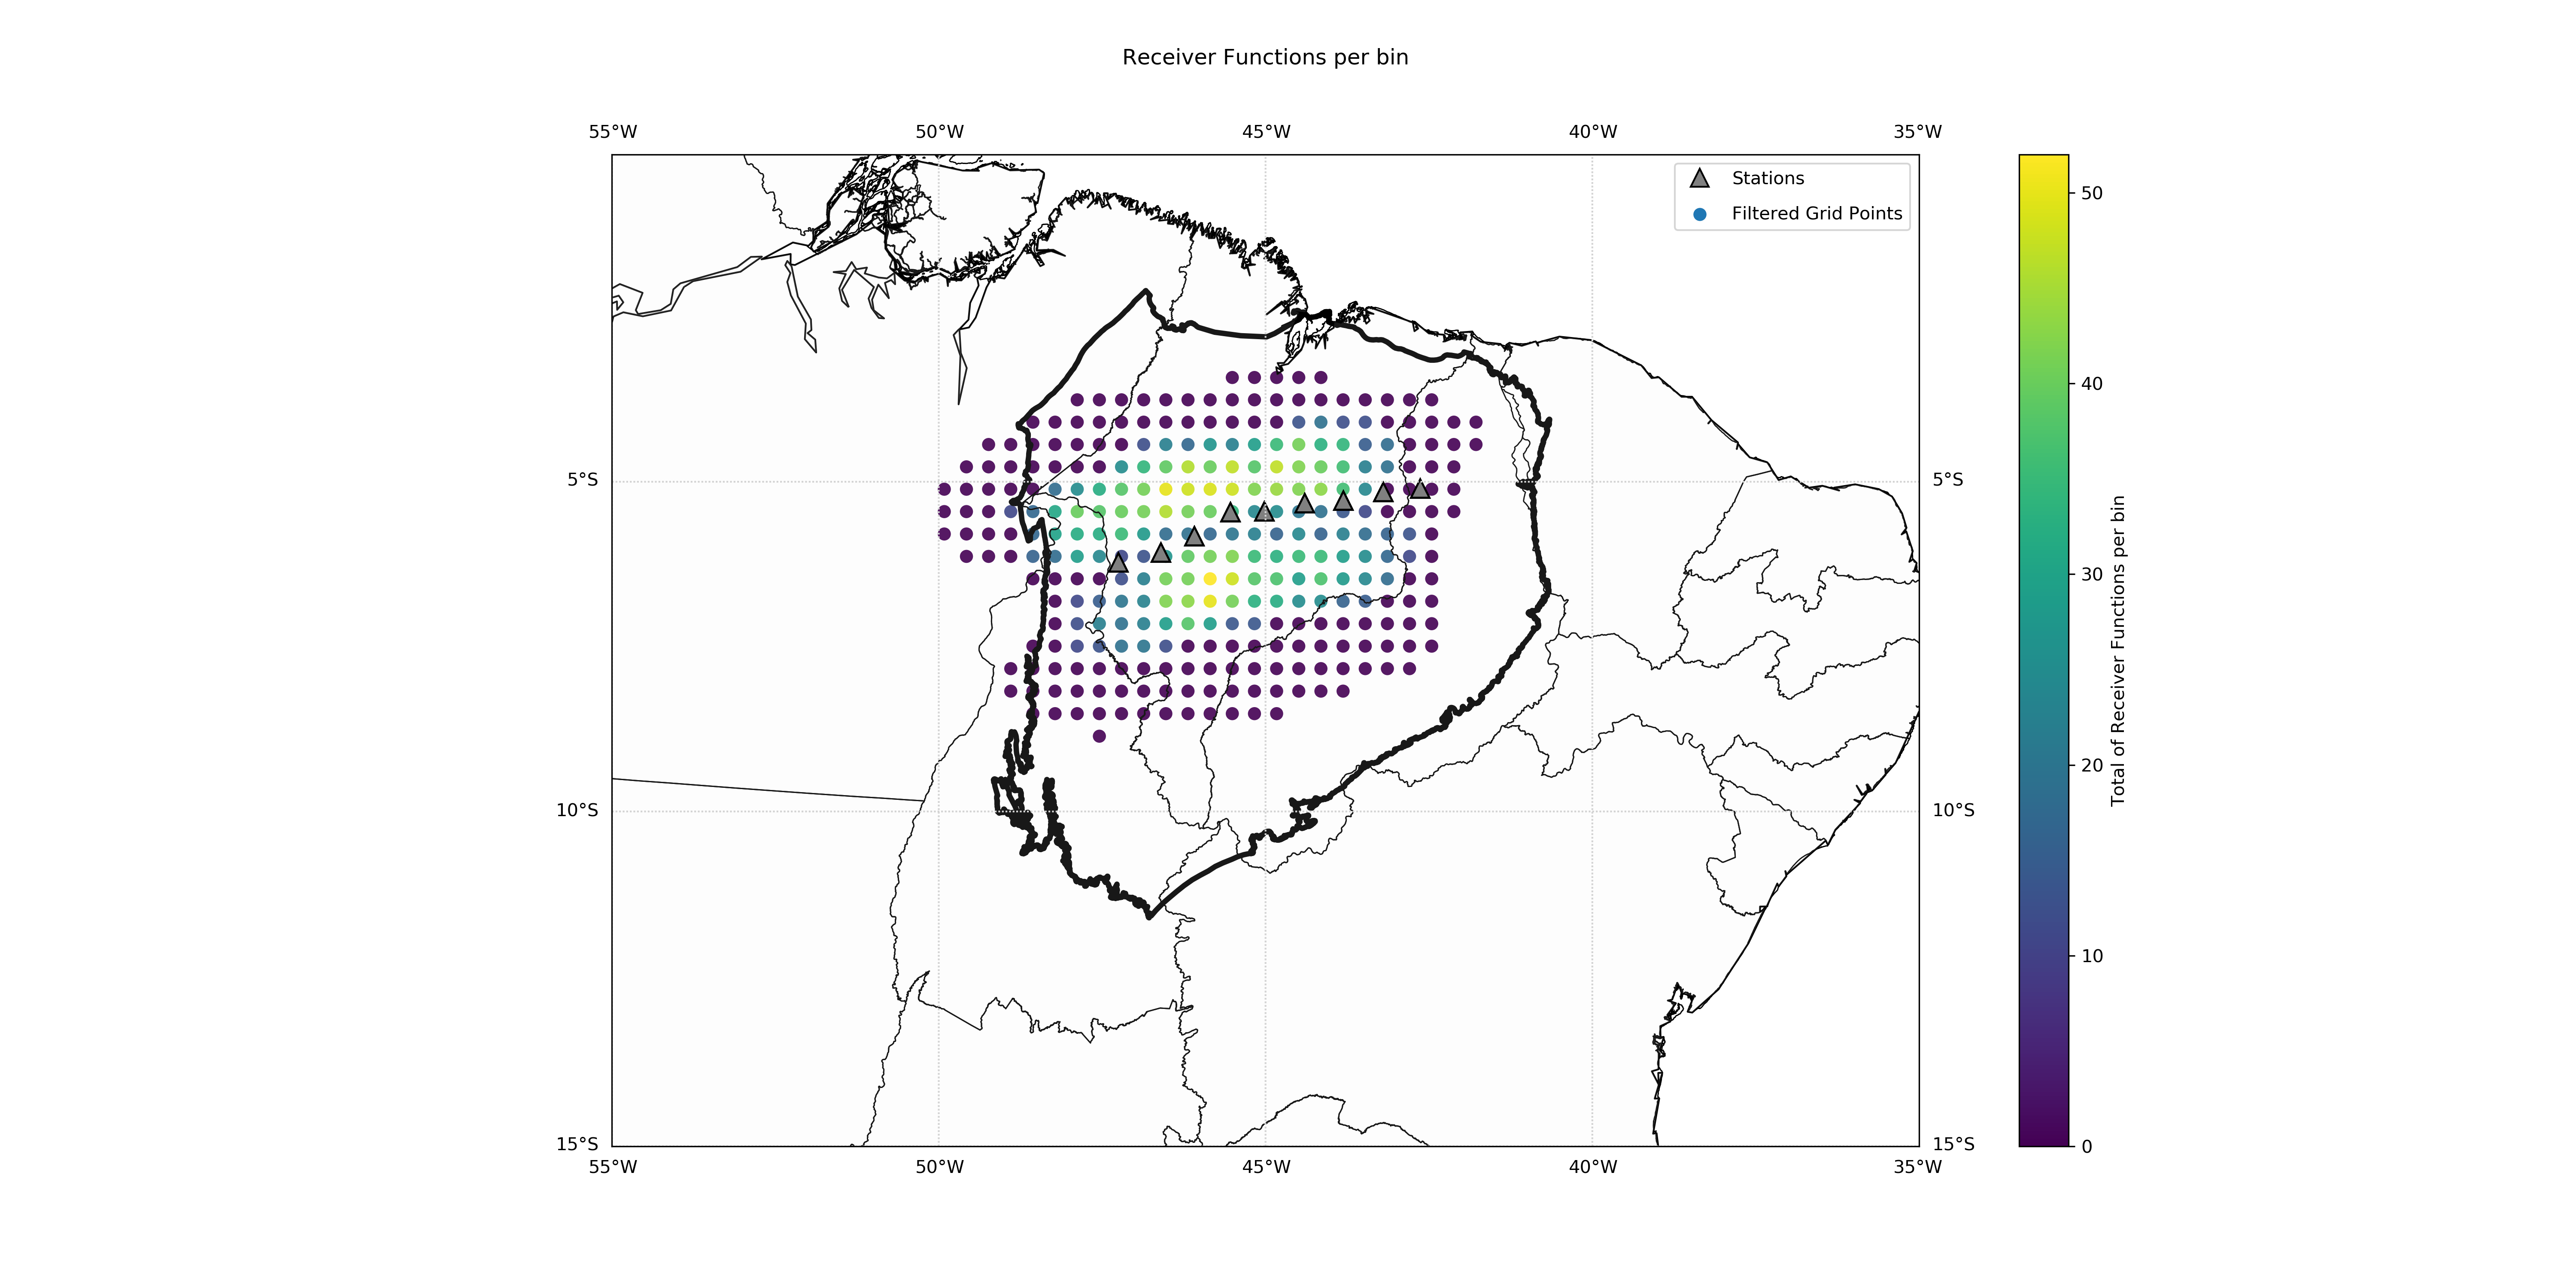 Receiver Functions per bin
55°W
50°W
45°W
40°W
35°W
Stations
Filtered Grid Points
5°S
5°S
10°S
10°S
15°S
15°S
55°W
50°W
45°W
40°W
35°W
50
40
30
20
10
0
Total of Receiver Functions per bin